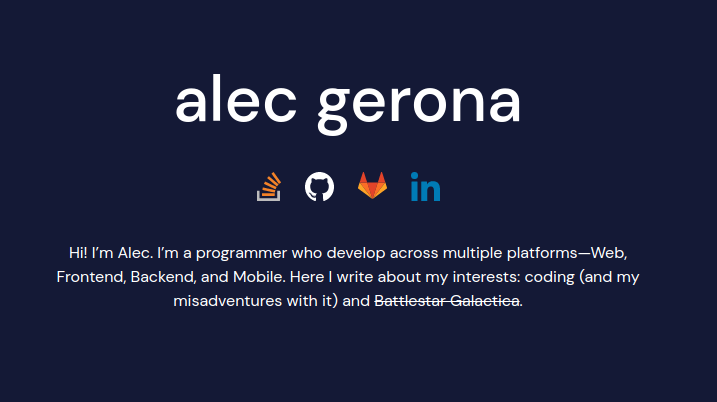 alec gerona
in
Hi! I’m Alec. I’m a programmer who develop across multiple platforms—Web,
Frontend, Backend, and Mobile. Here I write about my interests: coding (and my
misadventures with it) and Battlestar Galactica.